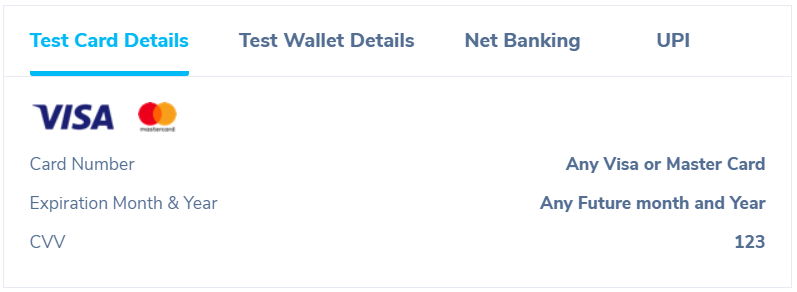 Test Card Details Test Wallet Details Net Banking UPI
VISA mastercard
Card Number Any Visa or Master Card
Expiration Month & Year Any Future month and Year
CVV 123